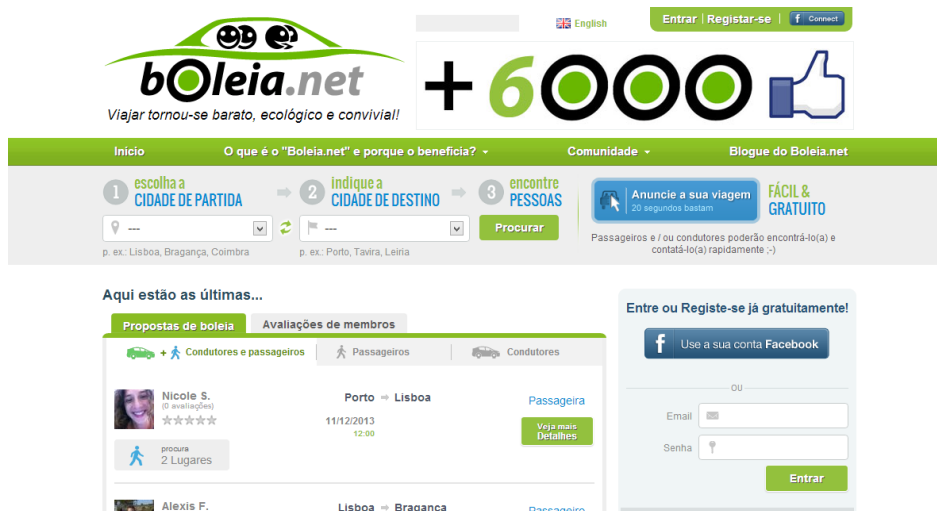 English
Entrar | Registar-se |
f Connect
bOleia.net
Viajar tornou-se barato, ecológico e convivial!
+6000
Início
O que é o "Boleia.net" e porque o beneficia?
Comunidade
Blogue do Boleia.net
1 escolha a
CIDADE DE PARTIDA
2 indique a
CIDADE DE DESTINO
3 encontre
PESSOAS
---
---
Procurar
p. ex.: Lisboa, Bragança, Coimbra
p. ex.: Porto, Tavira, Leiria
Anuncie a sua viagem
20 segundos bastam
FÁCIL &
GRATUITO
Passageiros e / ou condutores poderão encontrá-lo(a) e
contatá-lo(a) rapidamente ;-)
Aqui estão as últimas...
Propostas de boleia
Avaliações de membros
+ Condutores e passageiros
Passageiros
Condutores
Nicole S.
(0 avaliações)
procura
2 Lugares
Porto ⇒ Lisboa
11/12/2013
12:00
Passageira
Veja mais
Detalhes
Alexis F.
Lisboa ⇒ Bragança
Passageiro
Entre ou Registe-se já gratuitamente!
f Use a sua conta Facebook
OU
Email
Senha
Entrar